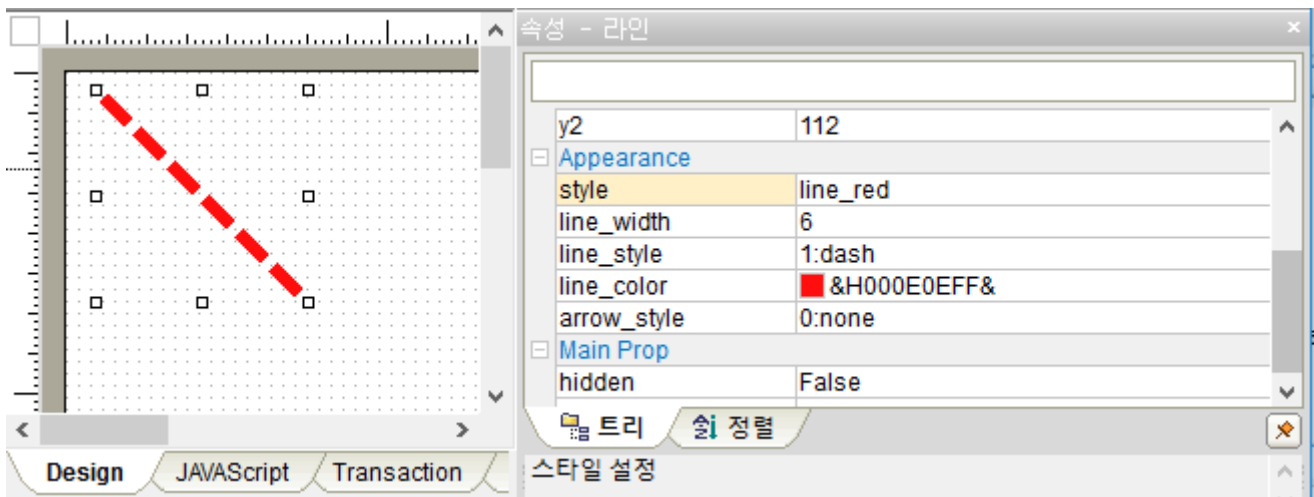 속성 - 라인
y2 112
Appearance
style line_red
line_width 6
line_style 1:dash
line_color &H000E0EFF&
arrow_style 0:none
Main Prop
hidden False
트리 정렬
Design JAVAScript Transaction
스타일 설정